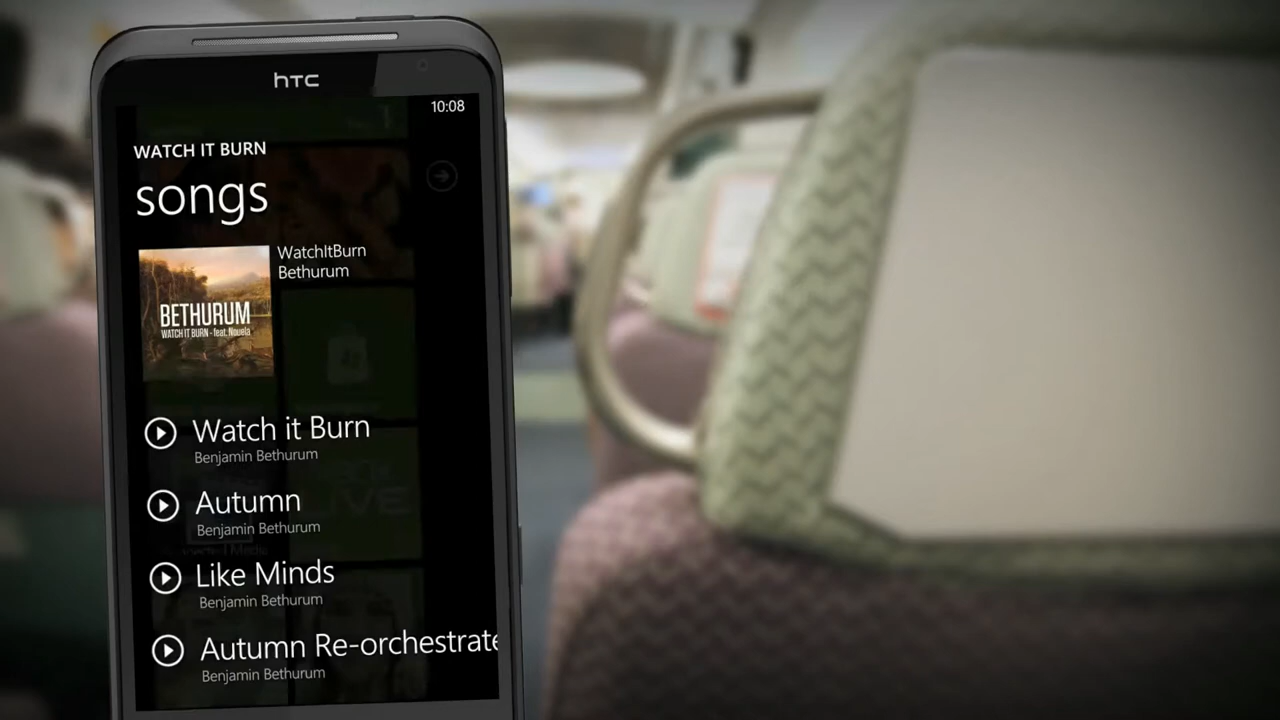 hTC
10:08
WATCH IT BURN
songs
WatchItBurn
Bethurum
BETHURUM
WATCH IT BURN - feat. Nouela
Watch it Burn
Benjamin Bethurum
Autumn
Benjamin Bethurum
Like Minds
Benjamin Bethurum
Autumn Re-orchestrate
Benjamin Bethurum